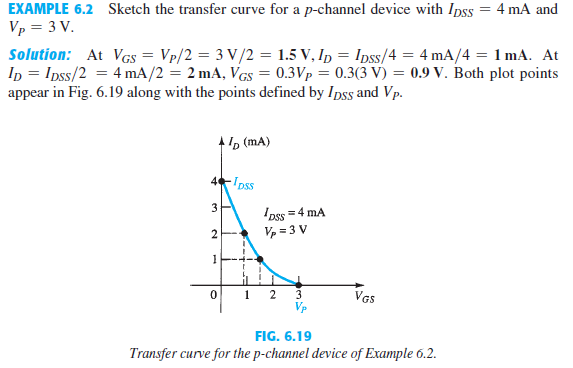 EXAMPLE 6.2 Sketch the transfer curve for a p-channel device with IDSS = 4 mA and
VP = 3 V.
Solution: At VGS = VP/2 = 3 V/2 = 1.5 V, ID = IDSS/4 = 4 mA/4 = 1 mA. At
ID = IDSS/2 = 4 mA/2 = 2 mA, VGS = 0.3VP = 0.3(3 V) = 0.9 V. Both plot points
appear in Fig. 6.19 along with the points defined by IDSS and VP.
ID (mA)
4 IDSS
3
IDSS = 4 mA
2 VP = 3 V
1
0 1 2 3 VGS
VP
FIG. 6.19
Transfer curve for the p-channel device of Example 6.2.